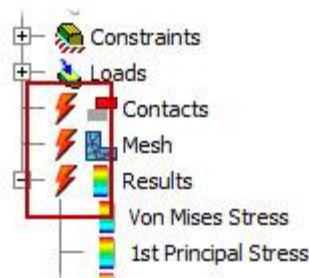 Constraints
Loads
Contacts
Mesh
Results
Von Mises Stress
1st Principal Stress